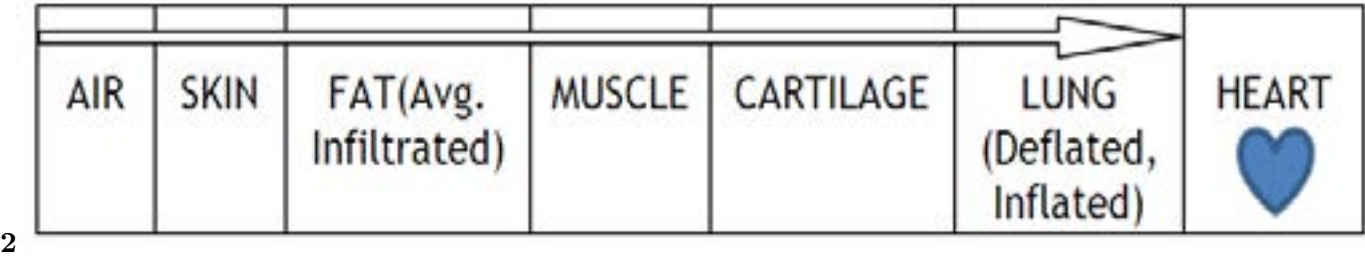 AIR
SKIN
FAT(Avg.
Infiltrated)
MUSCLE
CARTILAGE
LUNG
(Deflated,
Inflated)
HEART
2